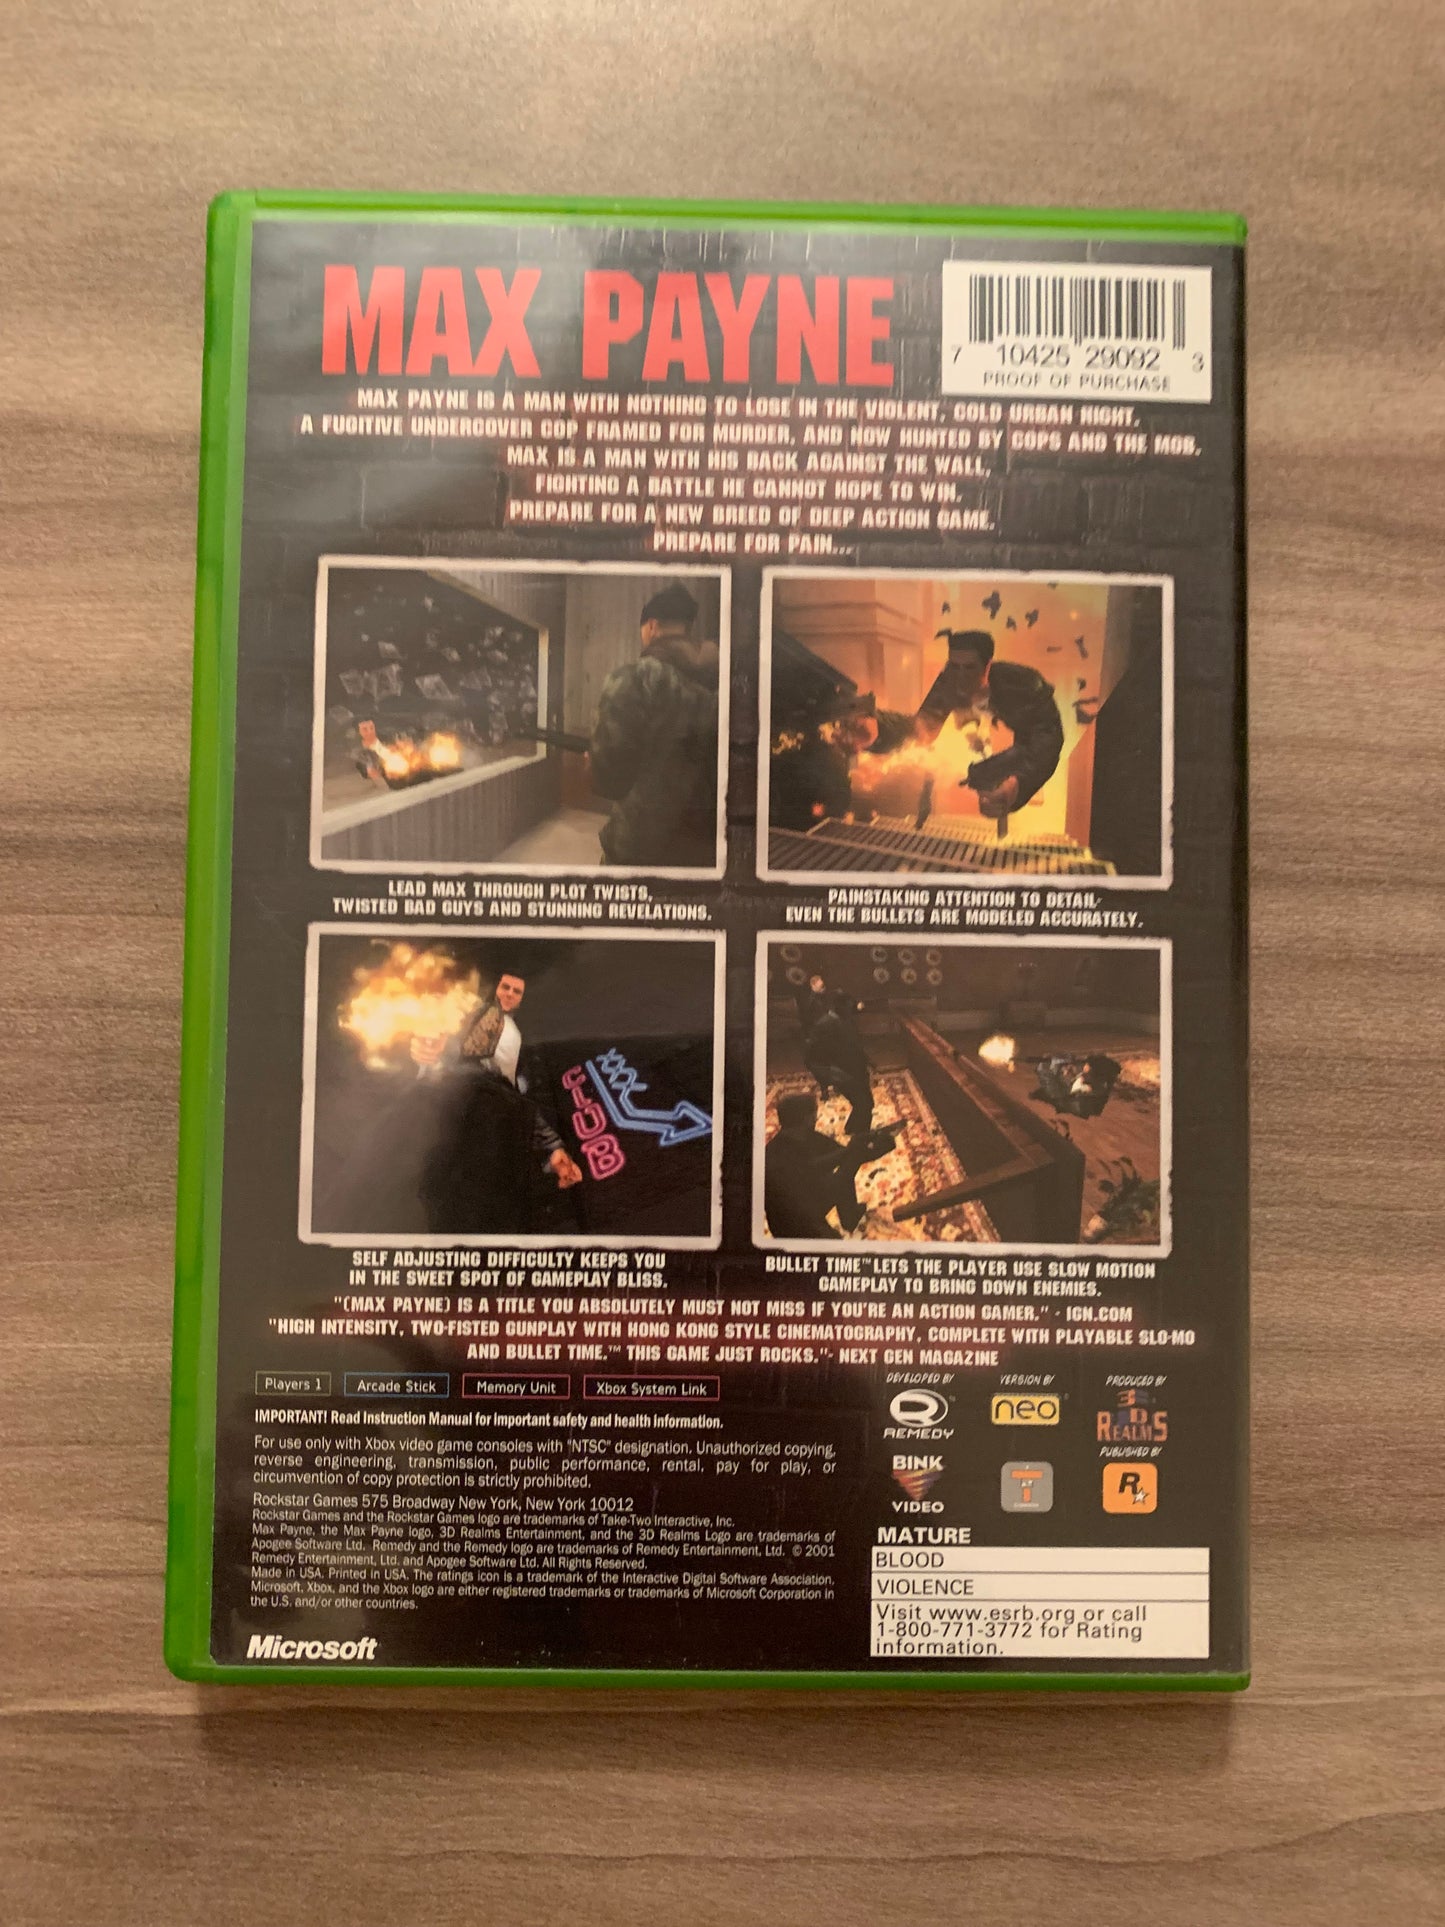 MAX PAYNE
7 10425 29092 3
PROOF OF PURCHASE
MAX PAYNE IS A MAN WITH NOTHING TO LOSE IN THE VIOLENT, COLD URBAN NIGHT.
A FUGITIVE UNDERCOVER COP FRAMED FOR MURDER, AND NOW HUNTED BY COPS AND THE MOB.
MAX IS A MAN WITH HIS BACK AGAINST THE WALL,
FIGHTING A BATTLE HE CANNOT HOPE TO WIN.
PREPARE FOR A NEW BREED OF DEEP ACTION GAME.
PREPARE FOR PAIN...
LEAD MAX THROUGH PLOT TWISTS,
TWISTED BAD GUYS AND STUNNING REVELATIONS.
PAINSTAKING ATTENTION TO DETAIL-
EVEN THE BULLETS ARE MODELED ACCURATELY.
XXX
CLUB
SELF ADJUSTING DIFFICULTY KEEPS YOU
IN THE SWEET SPOT OF GAMEPLAY BLISS.
BULLET TIME™ LETS THE PLAYER USE SLOW MOTION
GAMEPLAY TO BRING DOWN ENEMIES.
"(MAX PAYNE) IS A TITLE YOU ABSOLUTELY MUST NOT MISS IF YOU'RE AN ACTION GAMER." - IGN.COM
"HIGH INTENSITY, TWO-FISTED GUNPLAY WITH HONG KONG STYLE CINEMATOGRAPHY, COMPLETE WITH PLAYABLE SLO-MO
AND BULLET TIME.™ THIS GAME JUST ROCKS."- NEXT GEN MAGAZINE
Players 1
Arcade Stick
Memory Unit
Xbox System Link
IMPORTANT! Read Instruction Manual for important safety and health information.
For use only with Xbox video game consoles with "NTSC" designation. Unauthorized copying,
reverse engineering, transmission, public performance, rental, pay for play, or
circumvention of copy protection is strictly prohibited.
Rockstar Games 575 Broadway New York, New York 10012
Rockstar Games and the Rockstar Games logo are trademarks of Take-Two Interactive, Inc.
Max Payne, the Max Payne logo, 3D Realms Entertainment, and the 3D Realms Logo are trademarks of
Apogee Software Ltd. Remedy and the Remedy logo are trademarks of Remedy Entertainment, Ltd. © 2001
Remedy Entertainment, Ltd. and Apogee Software Ltd. All Rights Reserved.
Made in USA. Printed in USA. The ratings icon is a trademark of the Interactive Digital Software Association.
Microsoft, Xbox, and the Xbox logo are either registered trademarks or trademarks of Microsoft Corporation in
the U.S. and/or other countries.
Microsoft
DEVELOPED BY
REMEDY
VERSION BY
neo
PRODUCED BY
3D
REALMS
BINK
VIDEO
T
PUBLISHED BY
R
MATURE
BLOOD
VIOLENCE
Visit www.esrb.org or call
1-800-771-3772 for Rating
information.